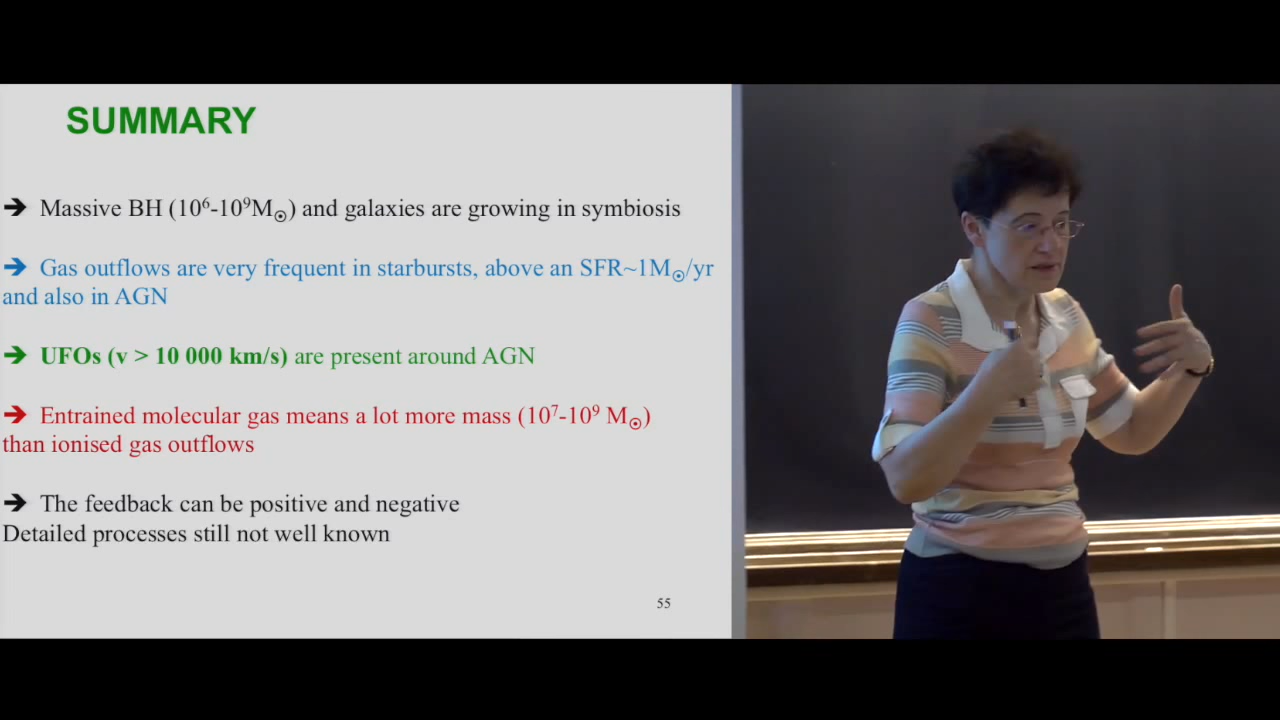 SUMMARY
➔ Massive BH (10⁶-10⁹M☉) and galaxies are growing in symbiosis
➔ Gas outflows are very frequent in starbursts, above an SFR~1M☉/yr
and also in AGN
➔ UFOs (v > 10 000 km/s) are present around AGN
➔ Entrained molecular gas means a lot more mass (10⁷-10⁹ M☉)
than ionised gas outflows
➔ The feedback can be positive and negative
Detailed processes still not well known
55